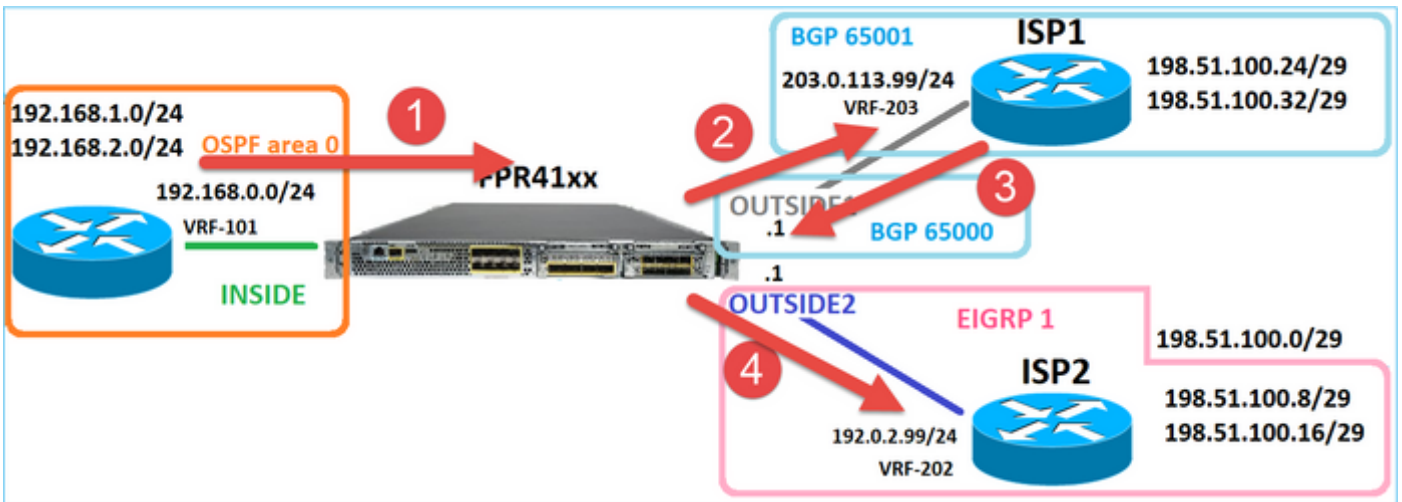 BGP 65001
ISP1
203.0.113.99/24
VRF-203
198.51.100.24/29
198.51.100.32/29
192.168.1.0/24
192.168.2.0/24
OSPF area 0
1
2
3
192.168.0.0/24
VRF-101
FPR41xx
OUTSIDE1
.1
BGP 65000
INSIDE
.1
OUTSIDE2
EIGRP 1
198.51.100.0/29
4
ISP2
198.51.100.8/29
198.51.100.16/29
192.0.2.99/24
VRF-202